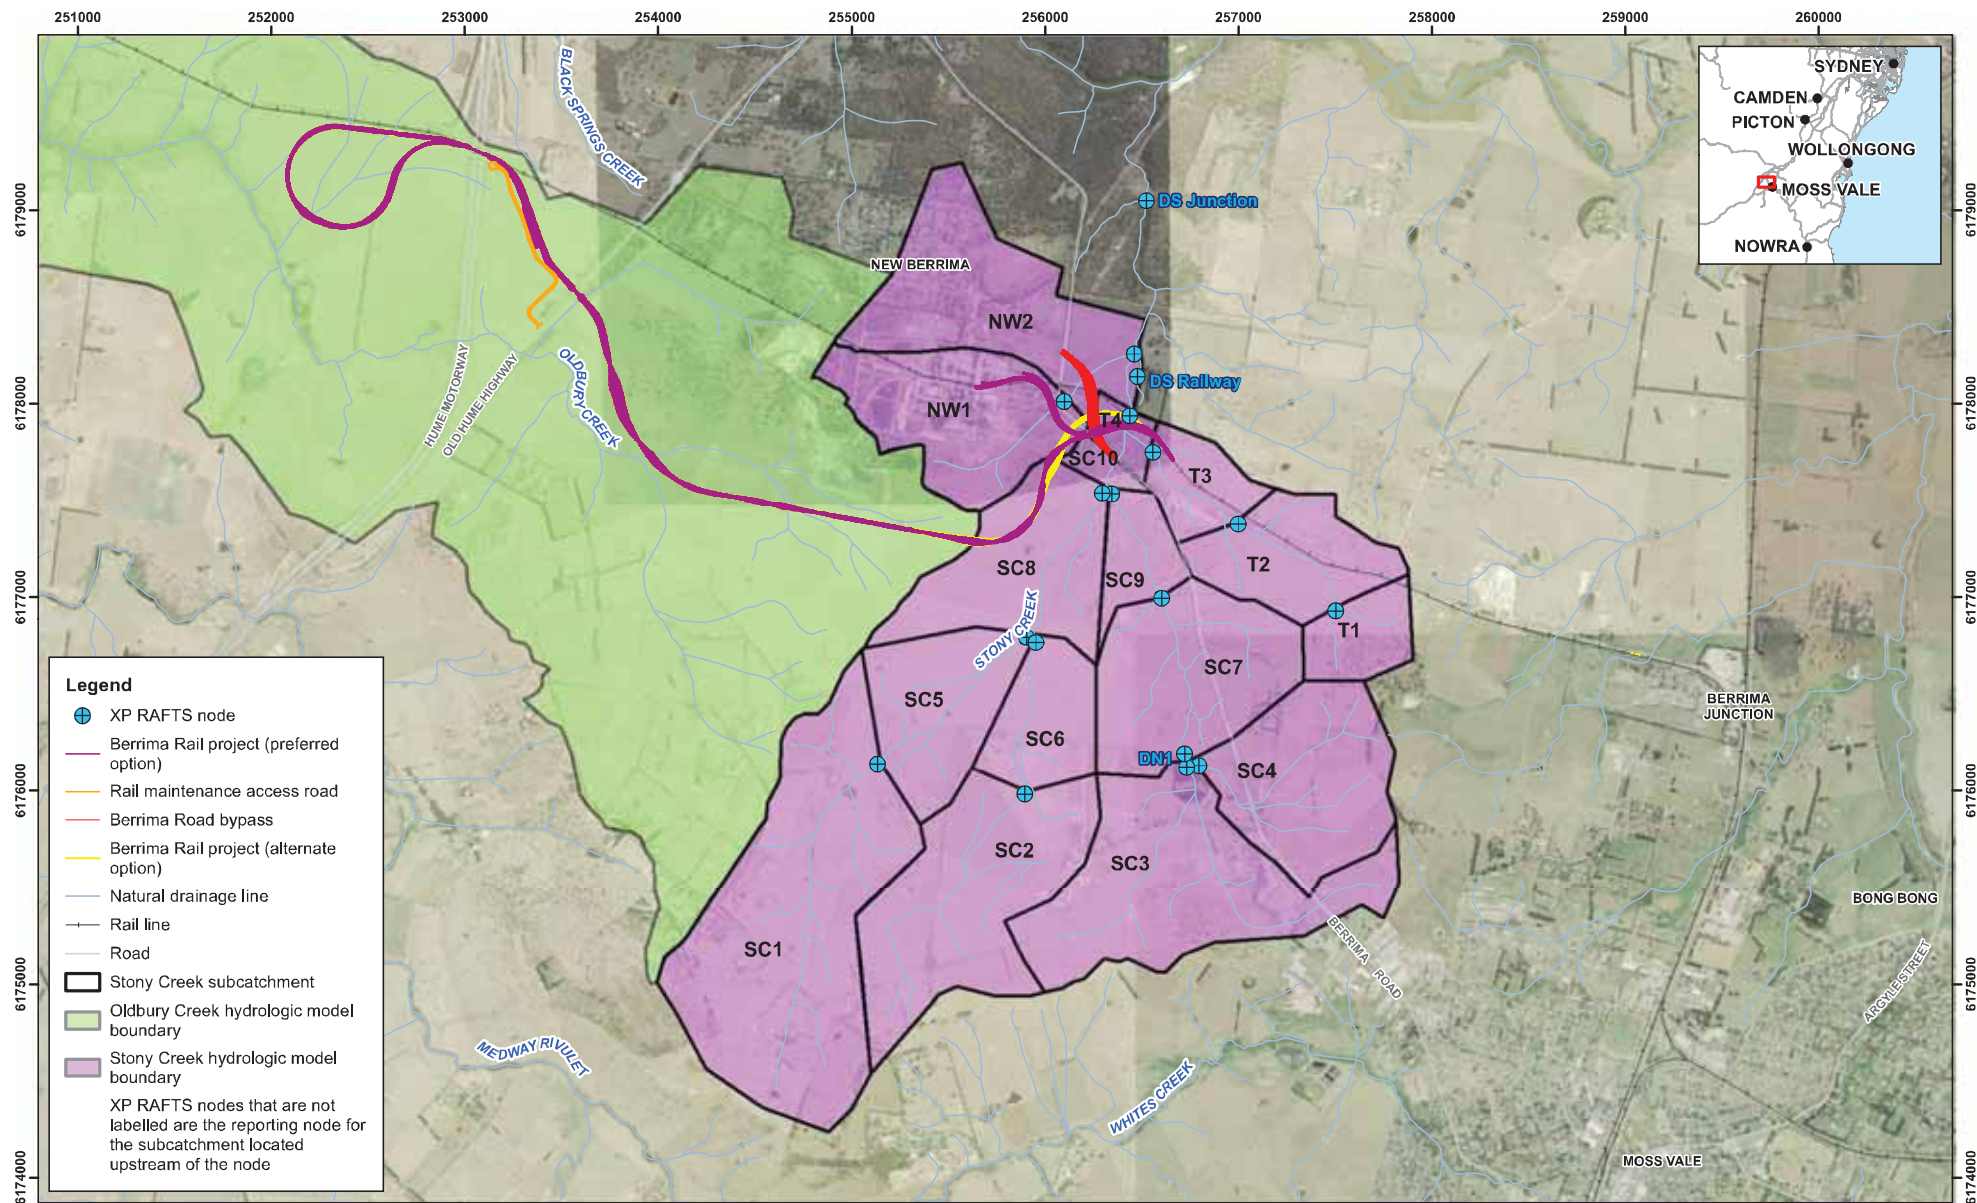 251000
252000
253000
254000
255000
256000
257000
258000
259000
260000
6179000
6178000
6177000
6176000
6175000
6174000
6179000
6178000
6177000
6176000
6175000
6174000
SYDNEY
CAMDEN
PICTON
WOLLONGONG
MOSS VALE
NOWRA
BLACK SPRINGS CREEK
DS Junction
NEW BERRIMA
NW2
DS Railway
NW1
T4
HUME MOTORWAY
OLD HUME HIGHWAY
OLDBURY CREEK
SC10
T3
SC8
SC9
T2
STONY CREEK
T1
SC7
SC5
SC6
DN1
SC4
BERRIMA
JUNCTION
SC2
SC3
SC1
BONG BONG
BERRIMA ROAD
ARGYLE STREET
MEDWAY RIVULET
WHITES CREEK
MOSS VALE
Legend
XP RAFTS node
Berrima Rail project (preferred
option)
Rail maintenance access road
Berrima Road bypass
Berrima Rail project (alternate
option)
Natural drainage line
Rail line
Road
Stony Creek subcatchment
Oldbury Creek hydrologic model
boundary
Stony Creek hydrologic model
boundary
XP RAFTS nodes that are not
labelled are the reporting node for
the subcatchment located
upstream of the node